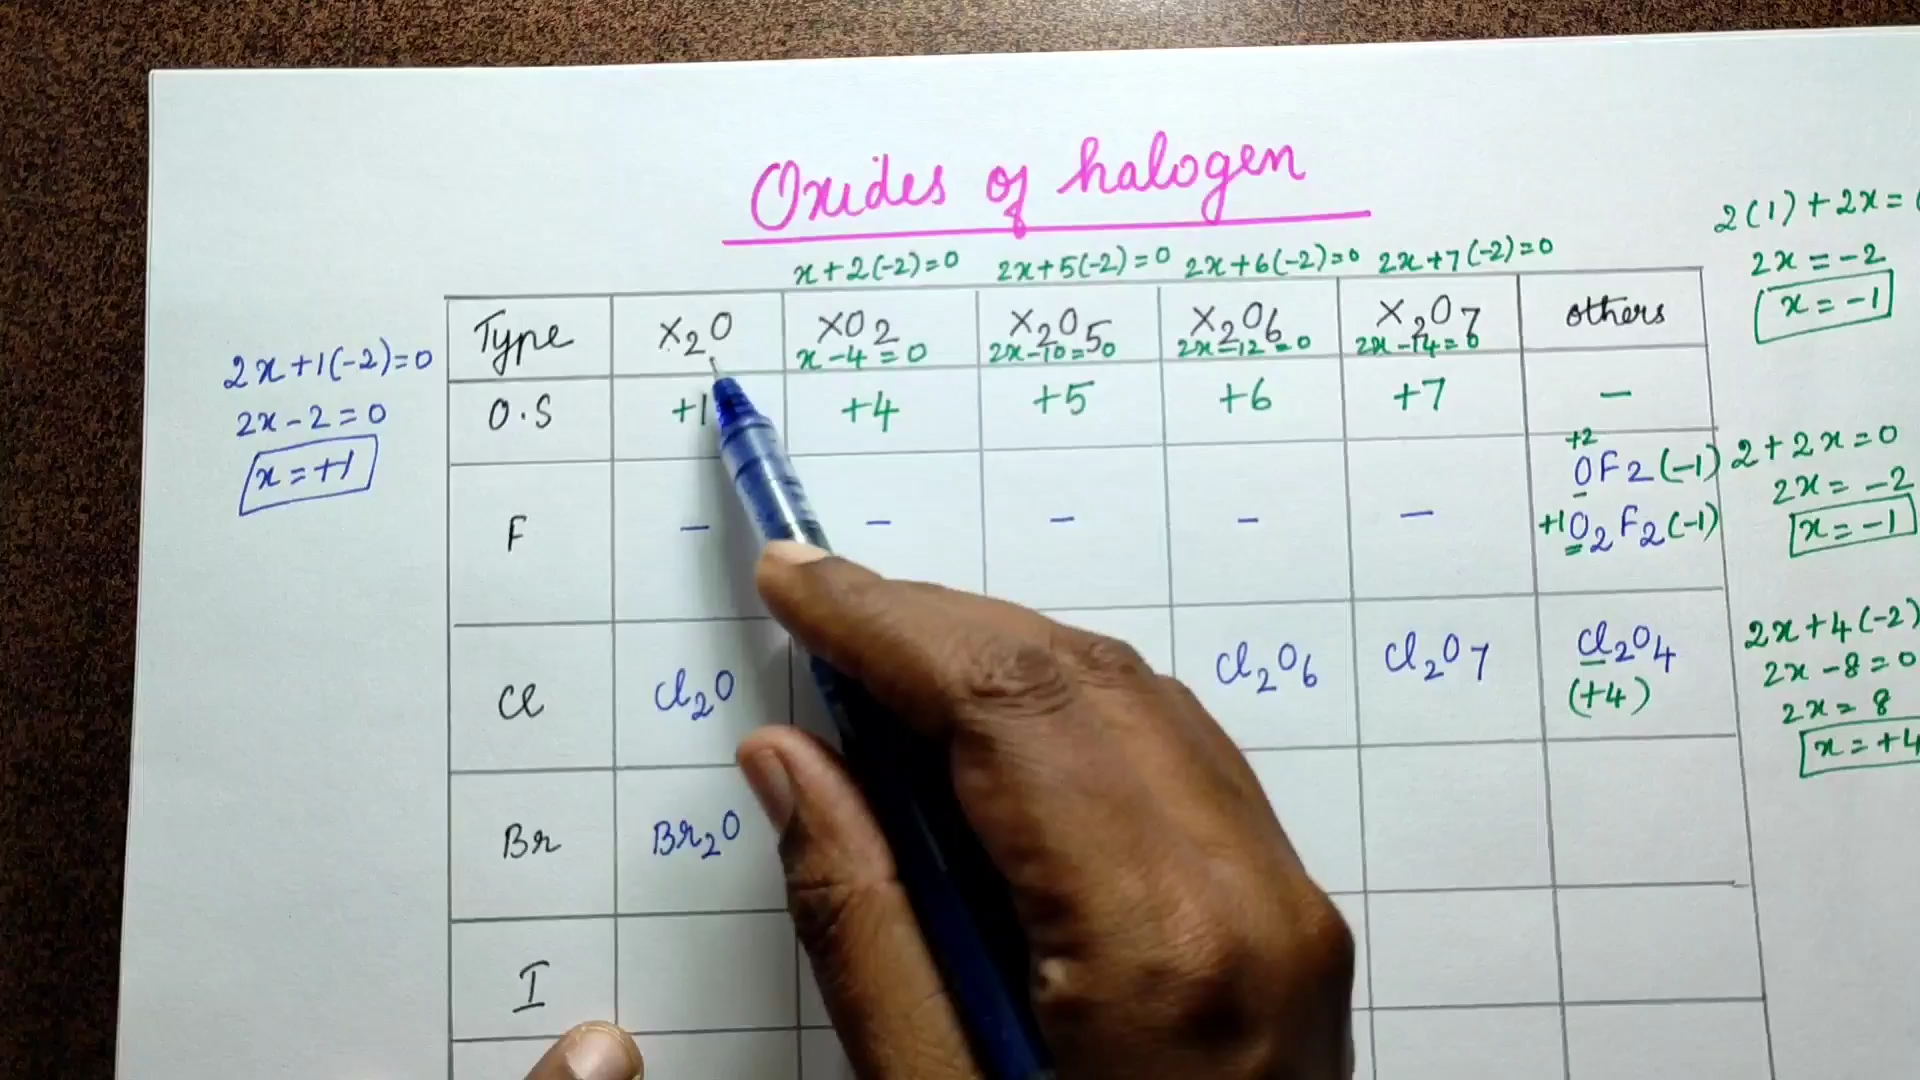 Oxides of halogen
x+2(-2)=0 2x+5(-2)=0 2x+6(-2)=0 2x+7(-2)=0
Type X₂O XO₂ X₂O₅ X₂O₆ X₂O₇ others
x-4=0 2x-10=0 2x-12=0 2x-14=0
O.S +1 +4 +5 +6 +7 -
F - - - - - +2
OF₂(-1)
+1O₂F₂(-1)
Cl Cl₂O Cl₂O₆ Cl₂O₇ Cl₂O₄
(+4)
Br Br₂O
I
2x+1(-2)=0
2x-2=0
x=+1
2(1)+2x=
2x=-2
x=-1
2+2x=0
2x=-2
x=-1
2x+4(-2)
2x-8=0
2x=8
x=+4